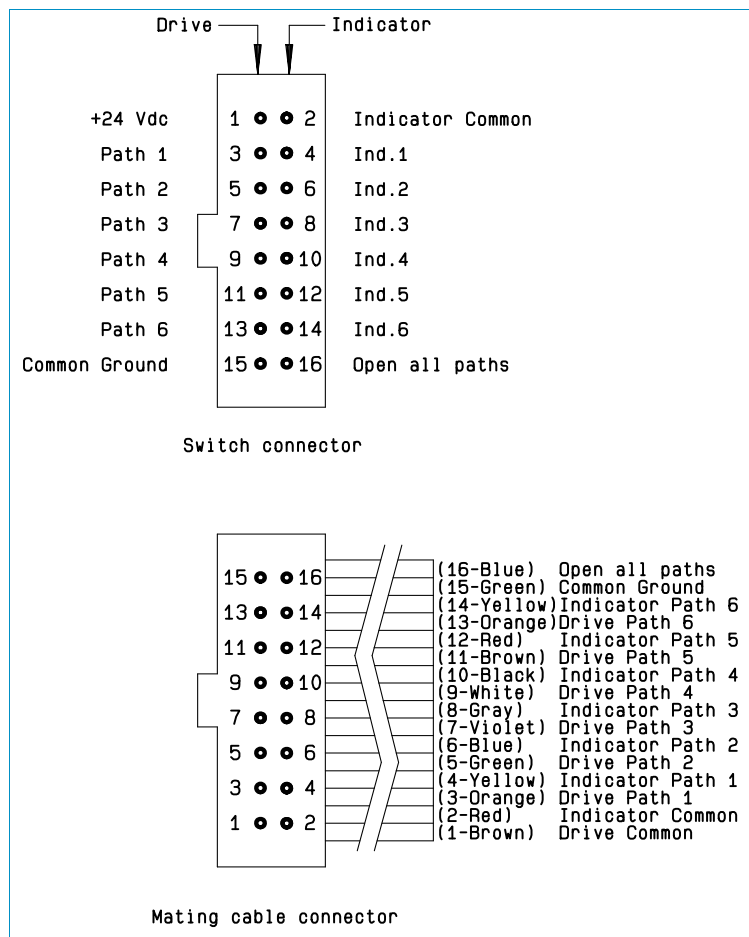 Drive Indicator
+24 Vdc 1 2 Indicator Common
Path 1 3 4 Ind.1
Path 2 5 6 Ind.2
Path 3 7 8 Ind.3
Path 4 9 10 Ind.4
Path 5 11 12 Ind.5
Path 6 13 14 Ind.6
Common Ground 15 16 Open all paths
Switch connector
15 16 (16-Blue) Open all paths
(15-Green) Common Ground
13 14 (14-Yellow) Indicator Path 6
(13-Orange) Drive Path 6
11 12 (12-Red) Indicator Path 5
(11-Brown) Drive Path 5
9 10 (10-Black) Indicator Path 4
(9-White) Drive Path 4
7 8 (8-Gray) Indicator Path 3
(7-Violet) Drive Path 3
5 6 (6-Blue) Indicator Path 2
(5-Green) Drive Path 2
3 4 (4-Yellow) Indicator Path 1
(3-Orange) Drive Path 1
1 2 (2-Red) Indicator Common
(1-Brown) Drive Common
Mating cable connector